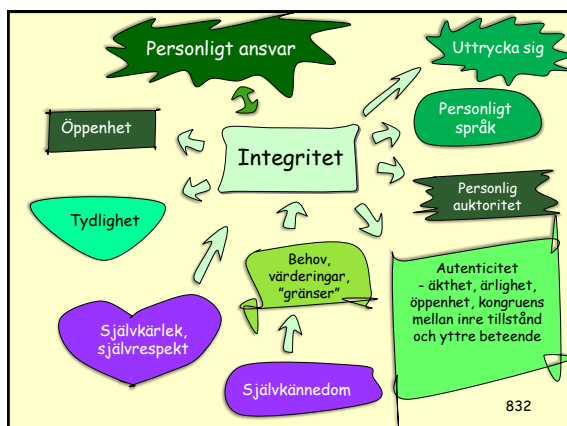 Personligt ansvar
Uttrycka sig
Öppenhet
Personligt
språk
Integritet
Personlig
auktoritet
Tydlighet
Behov,
värderingar,
"gränser"
Autenticitet
- äkthet, ärlighet,
öppenhet, kongruens
mellan inre tillstånd
och yttre beteende
Självkärlek,
självrespekt
Självkännedom
832